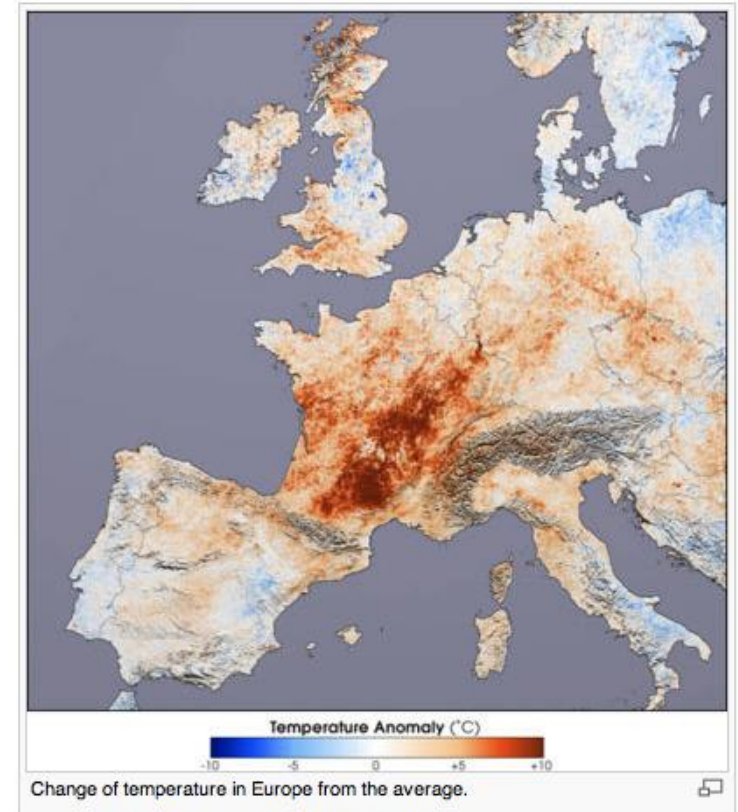 Temperature Anomaly (°C)
-10 -5 0 +5 +10
Change of temperature in Europe from the average.